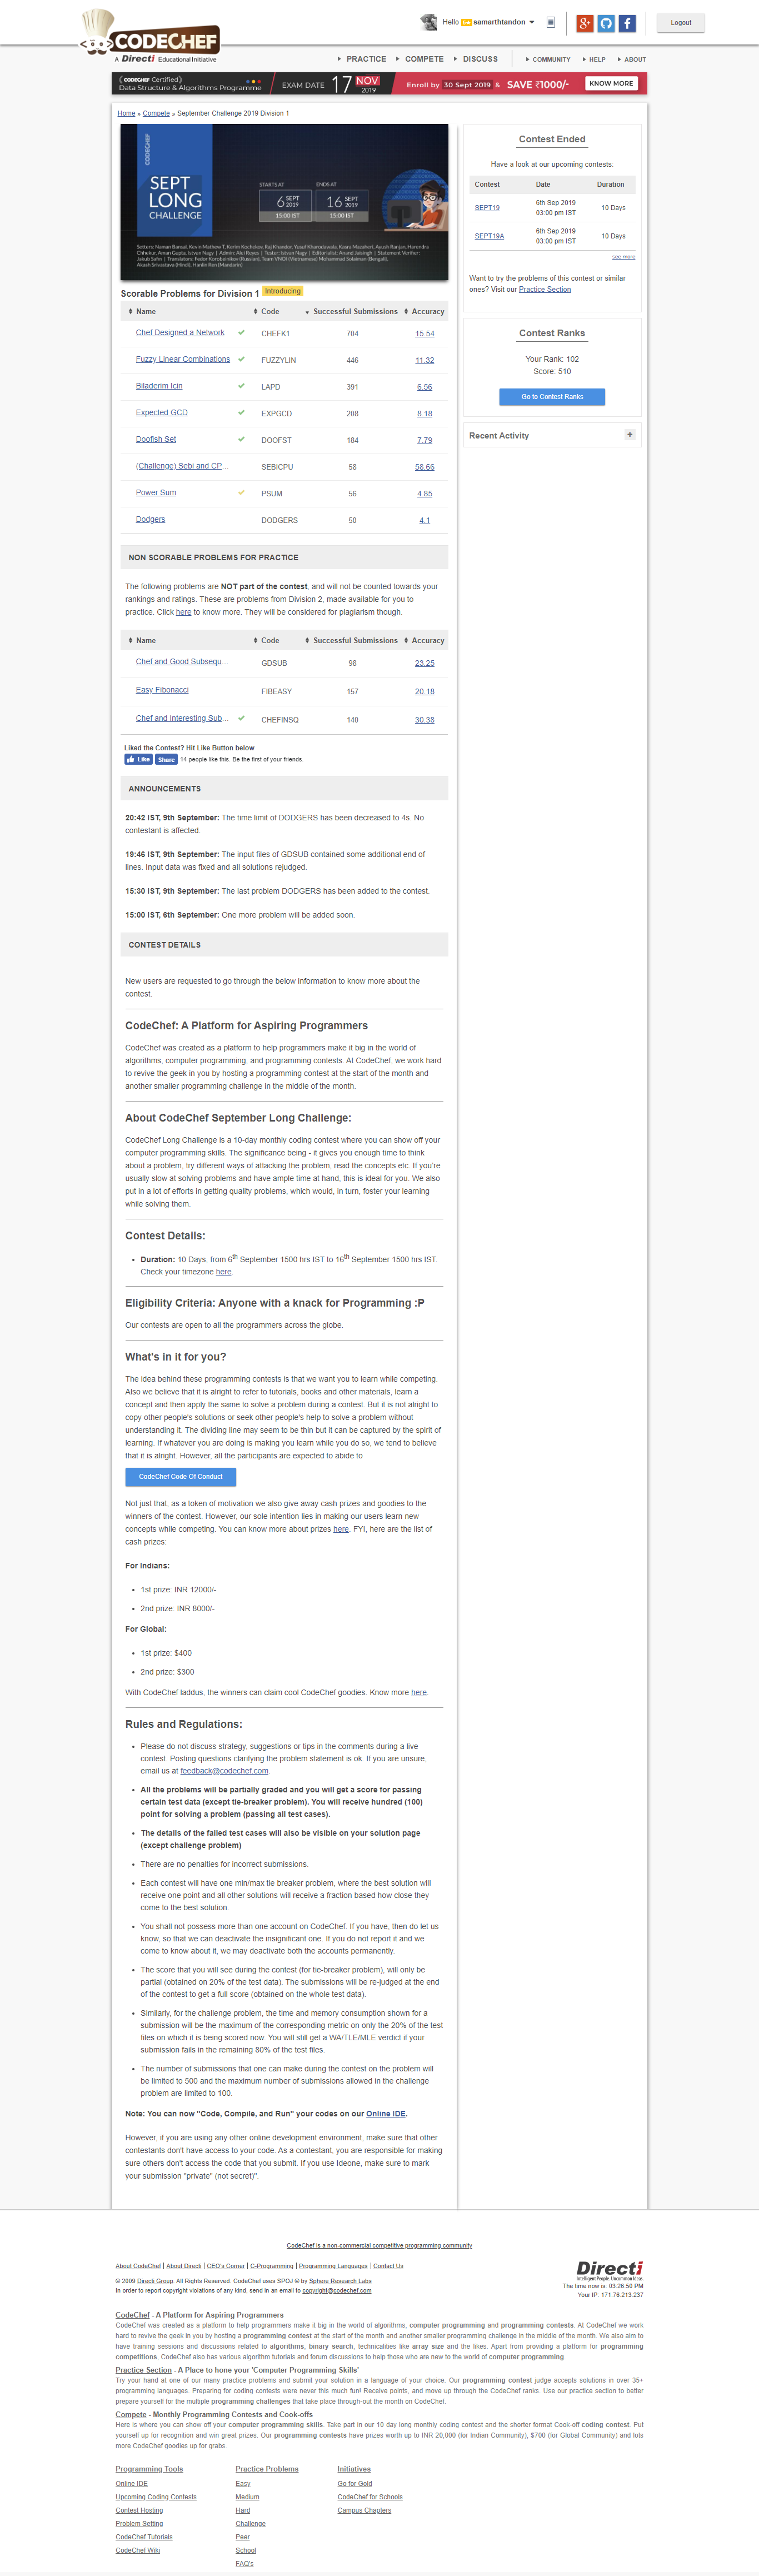 CODECHEF
A Directi Educational Initiative
Hello 5★ samarthtandon
Logout
PRACTICE COMPETE DISCUSS COMMUNITY HELP ABOUT
CODECHEF Certified
Data Structure & Algorithms Programme
EXAM DATE 17 NOV 2019
Enroll by 30 Sept 2019 & SAVE ₹1000/-
KNOW MORE
Home » Compete » September Challenge 2019 Division 1
CODECHEF
SEPT
LONG
CHALLENGE
STARTS AT
6 SEPT 2019
15:00 IST
ENDS AT
16 SEPT 2019
15:00 IST
Scorable Problems for Division 1 Introducing
Name Code Successful Submissions Accuracy
Chef Designed a Network CHEFK1 704 15.54
Fuzzy Linear Combinations FUZZYLIN 446 11.32
Bıladerim Icin LAPD 391 6.56
Expected GCD EXPGCD 208 8.18
Doofish Set DOOFST 184 7.79
(Challenge) Sebi and CP... SEBICPU 58 58.66
Power Sum PSUM 56 4.85
Dodgers DODGERS 50 4.1
NON SCORABLE PROBLEMS FOR PRACTICE
The following problems are NOT part of the contest, and will not be counted towards your
rankings and ratings. These are problems from Division 2, made available for you to
practice. Click here to know more. They will be considered for plagiarism though.
Name Code Successful Submissions Accuracy
Chef and Good Subsequ... GDSUB 98 23.25
Easy Fibonacci FIBEASY 157 20.18
Chef and Interesting Sub... CHEFINSQ 140 30.38
Liked the Contest? Hit Like Button below
Like Share 14 people like this. Be the first of your friends.
ANNOUNCEMENTS
20:42 IST, 9th September: The time limit of DODGERS has been decreased to 4s. No
contestant is affected.
19:46 IST, 9th September: The input files of GDSUB contained some additional end of
lines. Input data was fixed and all solutions rejudged.
15:30 IST, 9th September: The last problem DODGERS has been added to the contest.
15:00 IST, 6th September: One more problem will be added soon.
CONTEST DETAILS
New users are requested to go through the below information to know more about the
contest.
CodeChef: A Platform for Aspiring Programmers
CodeChef was created as a platform to help programmers make it big in the world of
algorithms, computer programming, and programming contests. At CodeChef, we work hard
to revive the geek in you by hosting a programming contest at the start of the month and
another smaller programming challenge in the middle of the month.
About CodeChef September Long Challenge:
CodeChef Long Challenge is a 10-day monthly coding contest where you can show off your
computer programming skills. The significance being - it gives you enough time to think
about a problem, try different ways of attacking the problem, read the concepts etc. If you're
usually slow at solving problems and have ample time at hand, this is ideal for you. We also
put in a lot of efforts in getting quality problems, which would, in turn, foster your learning
while solving them.
Contest Details:
• Duration: 10 Days, from 6th September 1500 hrs IST to 16th September 1500 hrs IST.
Check your timezone here.
Eligibility Criteria: Anyone with a knack for Programming :P
Our contests are open to all the programmers across the globe.
What's in it for you?
The idea behind these programming contests is that we want you to learn while competing.
Also we believe that it is alright to refer to tutorials, books and other materials, learn a
concept and then apply the same to solve a problem during a contest. But it is not alright to
copy other people's solutions or seek other people's help to solve a problem without
understanding it. The dividing line may seem to be thin but it can be captured by the spirit of
learning. If whatever you are doing is making you learn while you do so, we tend to believe
that it is alright. However, all the participants are expected to abide to
CodeChef Code Of Conduct
Not just that, as a token of motivation we also give away cash prizes and goodies to the
winners of the contest. However, our sole intention lies in making our users learn new
concepts while competing. You can know more about prizes here. FYI, here are the list of
cash prizes:
For Indians:
• 1st prize: INR 12000/-
• 2nd prize: INR 8000/-
For Global:
• 1st prize: $400
• 2nd prize: $300
With CodeChef laddus, the winners can claim cool CodeChef goodies. Know more here.
Rules and Regulations:
• Please do not discuss strategy, suggestions or tips in the comments during a live
contest. Posting questions clarifying the problem statement is ok. If you are unsure,
email us at feedback@codechef.com.
• All the problems will be partially graded and you will get a score for passing
certain test data (except tie-breaker problem). You will receive hundred (100)
point for solving a problem (passing all test cases).
• The details of the failed test cases will also be visible on your solution page
(except challenge problem)
• There are no penalties for incorrect submissions.
• Each contest will have one min/max tie breaker problem, where the best solution will
receive one point and all other solutions will receive a fraction based how close they
come to the best solution.
• You shall not possess more than one account on CodeChef. If you have, then do let us
know, so that we can deactivate the insignificant one. If you do not report it and we
come to know about it, we may deactivate both the accounts permanently.
• The score that you will see during the contest (for tie-breaker problem), will only be
partial (obtained on 20% of the test data). The submissions will be re-judged at the end
of the contest to get a full score (obtained on the whole test data).
• Similarly, for the challenge problem, the time and memory consumption shown for a
submission will be the maximum of the corresponding metric on only the 20% of the test
files on which it is being scored now. You will still get a WA/TLE/MLE verdict if your
submission fails in the remaining 80% of the test files.
• The number of submissions that one can make during the contest on the problem will
be limited to 500 and the maximum number of submissions allowed in the challenge
problem are limited to 100.
Note: You can now "Code, Compile, and Run" your codes on our Online IDE.
However, if you are using any other online development environment, make sure that other
contestants don't have access to your code. As a contestant, you are responsible for making
sure others don't access the code that you submit. If you use Ideone, make sure to mark
your submission "private" (not secret)".
Contest Ended
Have a look at our upcoming contests:
Contest Date Duration
SEPT19 6th Sep 2019 03:00 pm IST 10 Days
SEPT19A 6th Sep 2019 03:00 pm IST 10 Days
see more
Want to try the problems of this contest or similar
ones? Visit our Practice Section
Contest Ranks
Your Rank: 102
Score: 510
Go to Contest Ranks
Recent Activity +
CodeChef is a non-commercial competitive programming community
About CodeChef | About Directi | CEO's Corner | C-Programming | Programming Languages | Contact Us
© 2009 Directi Group. All Rights Reserved. CodeChef uses SPOJ © by Sphere Research Labs
In order to report copyright violations of any kind, send in an email to copyright@codechef.com
Directi
Intelligent People. Uncommon Ideas.
The time now is: 03:26:50 PM
Your IP: 171.76.213.237
CodeChef - A Platform for Aspiring Programmers
CodeChef was created as a platform to help programmers make it big in the world of algorithms, computer programming and programming contests. At CodeChef we work
hard to revive the geek in you by hosting a programming contest at the start of the month and another smaller programming challenge in the middle of the month. We also aim to
have training sessions and discussions related to algorithms, binary search, technicalities like array size and the likes. Apart from providing a platform for programming
competitions, CodeChef also has various algorithm tutorials and forum discussions to help those who are new to the world of computer programming.
Practice Section - A Place to hone your 'Computer Programming Skills'
Try your hand at one of our many practice problems and submit your solution in a language of your choice. Our programming contest judge accepts solutions in over 35+
programming languages. Preparing for coding contests were never this much fun! Receive points, and move up through the CodeChef ranks. Use our practice section to better
prepare yourself for the multiple programming challenges that take place through-out the month on CodeChef.
Compete - Monthly Programming Contests and Cook-offs
Here is where you can show off your computer programming skills. Take part in our 10 day long monthly coding contest and the shorter format Cook-off coding contest. Put
yourself up for recognition and win great prizes. Our programming contests have prizes worth up to INR 20,000 (for Indian Community), $700 (for Global Community) and lots
more CodeChef goodies up for grabs.
Programming Tools
Online IDE
Upcoming Coding Contests
Contest Hosting
Problem Setting
CodeChef Tutorials
CodeChef Wiki
Practice Problems
Easy
Medium
Hard
Challenge
Peer
School
FAQ's
Initiatives
Go for Gold
CodeChef for Schools
Campus Chapters